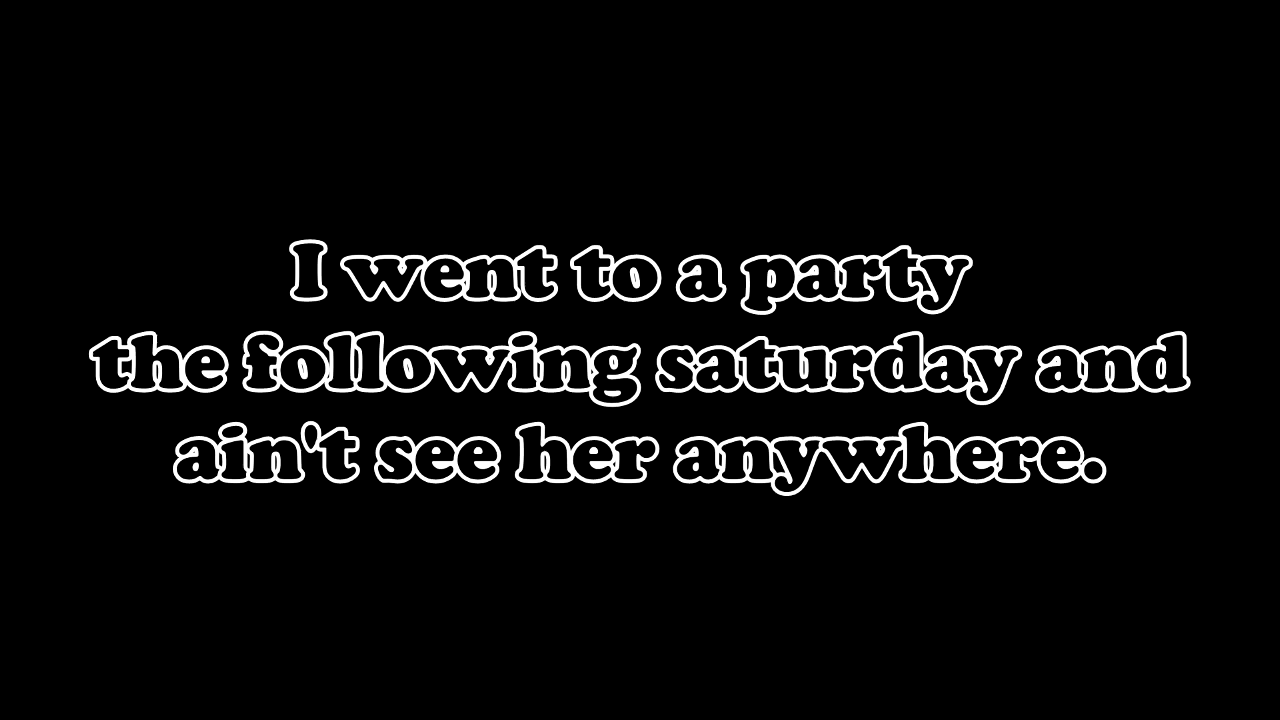 I went to a party
the following saturday and
ain't see her anywhere.